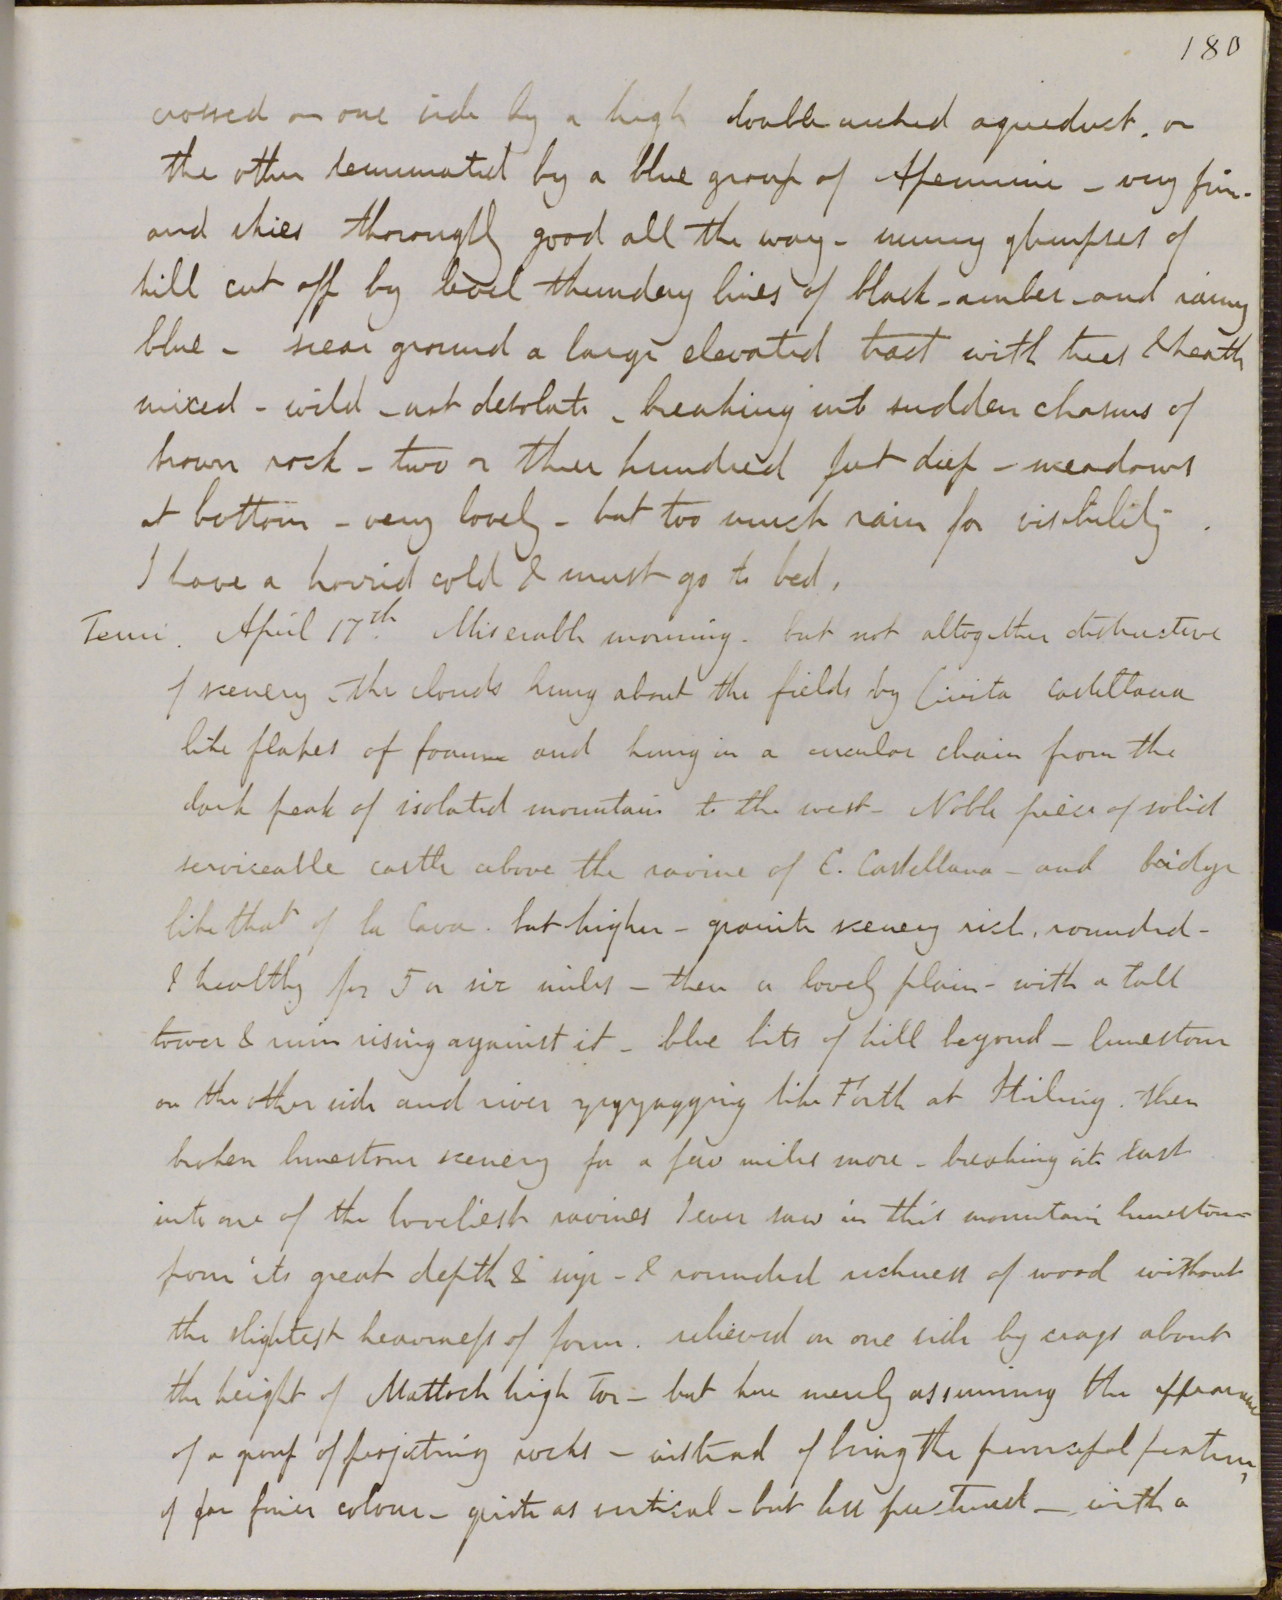 180
crossed on one side by a high double arched aqueduct, on
the other terminated by a blue group of Apennine - very fine.
and skies thoroughly good all the way - sunny glimpses of
hill cut off by level thundery lines of black - amber - and rainy
blue - near ground a large elevated tract with trees & heath
mixed - wild - not desolate - breaking into sudden chasms of
brown rock - two or three hundred feet deep - meadows
at bottom - very lovely - but too much rain for visibility.
I have a horrid cold & must go to bed.
Terni. April 17th. Miserable morning. but not altogether destructive
of scenery - the clouds hung about the fields by Civita Castellana
like flakes of foam and hung in a circular chain from the
dark peak of isolated mountain to the west - Noble piece of solid
serviceable castle above the ravine of C. Castellana - and bridge
like that of la Cava. but higher - granite scenery rich, rounded -
& healthy for 5 or six miles - then a lovely plain - with a tall
tower & ruin rising against it - blue bits of hill beyond - limestone
on the other side and river zigzagging like Forth at Stirling. then
broken limestone scenery for a few miles more - breaking at last
into one of the loveliest ravines I ever saw in this mountain limestone
from its great depth & size - & rounded richness of wood without
the slightest heaviness of form. relieved on one side by crags about
the height of Mattock high Tor - but here merely assuming the appearance
of a group of projecting rocks - instead of being the principal feature,
of far finer colour - quite as vertical - but less fractured - with a